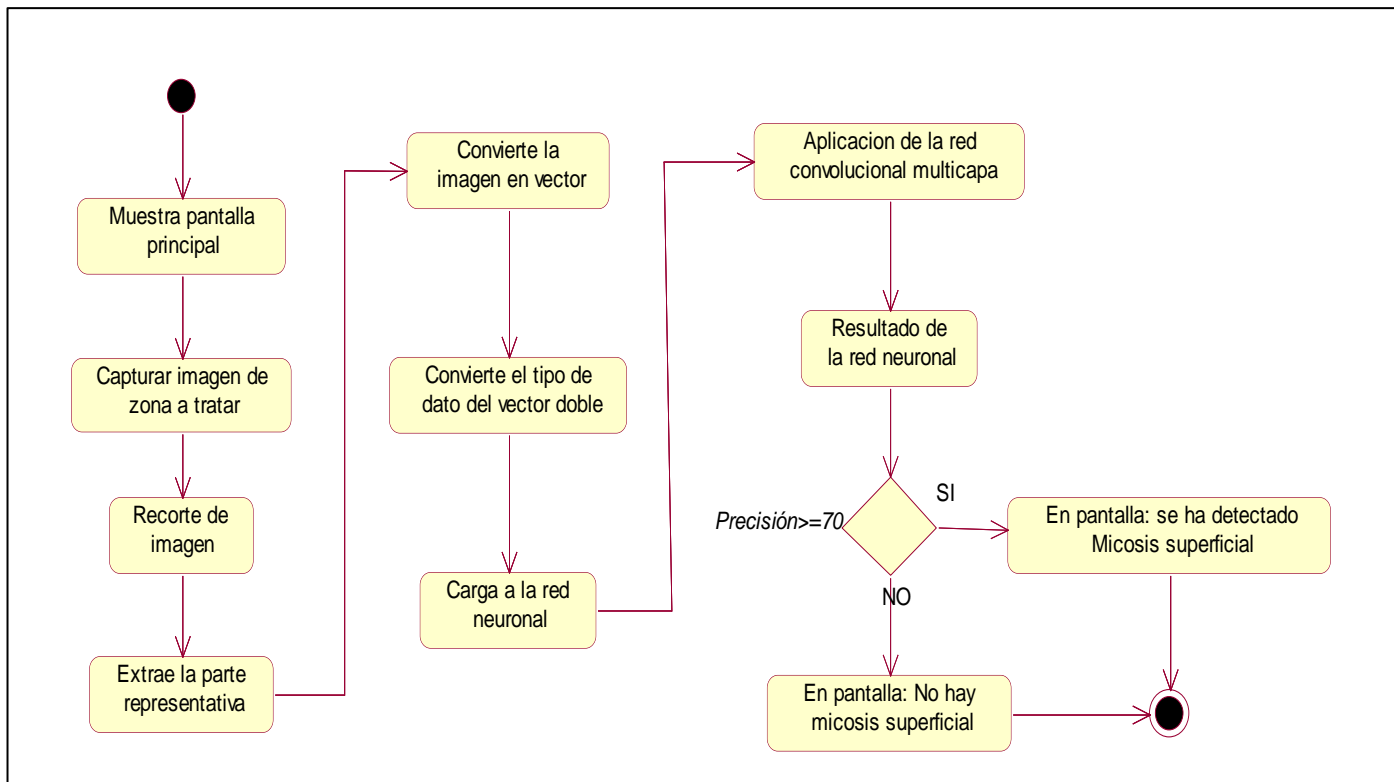 Muestra pantalla
principal
Capturar imagen de
zona a tratar
Recorte de
imagen
Extrae la parte
representativa
Convierte la
imagen en vector
Convierte el tipo de
dato del vector doble
Carga a la red
neuronal
Aplicacion de la red
convolucional multicapa
Resultado de
la red neuronal
Precisión>=70
SI
En pantalla: se ha detectado
Micosis superficial
NO
En pantalla: No hay
micosis superficial